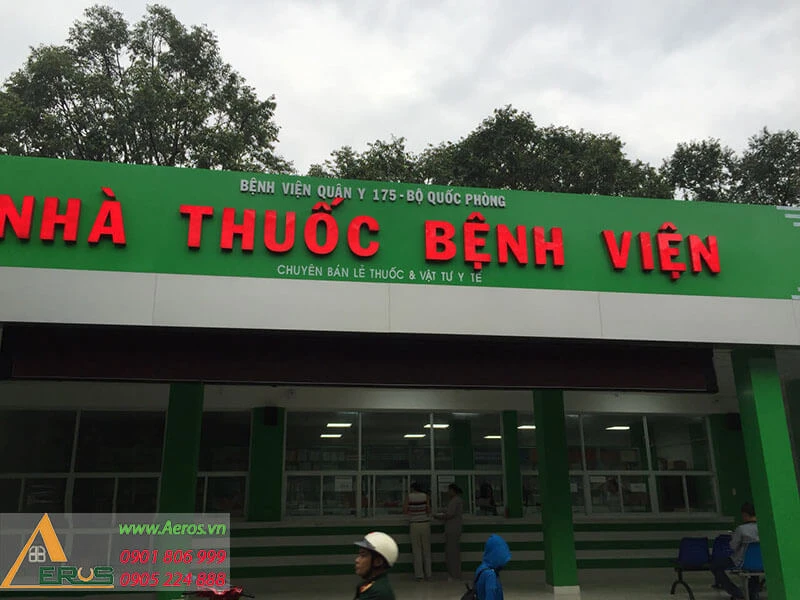 BỆNH VIỆN QUÂN Y 175 - BỘ QUỐC PHÒNG
NHÀ THUỐC BỆNH VIỆN
CHUYÊN BÁN LẺ THUỐC & VẬT TƯ Y TẾ
www.Aeros.vn
0901 806 999
0905 224 888
AEROS